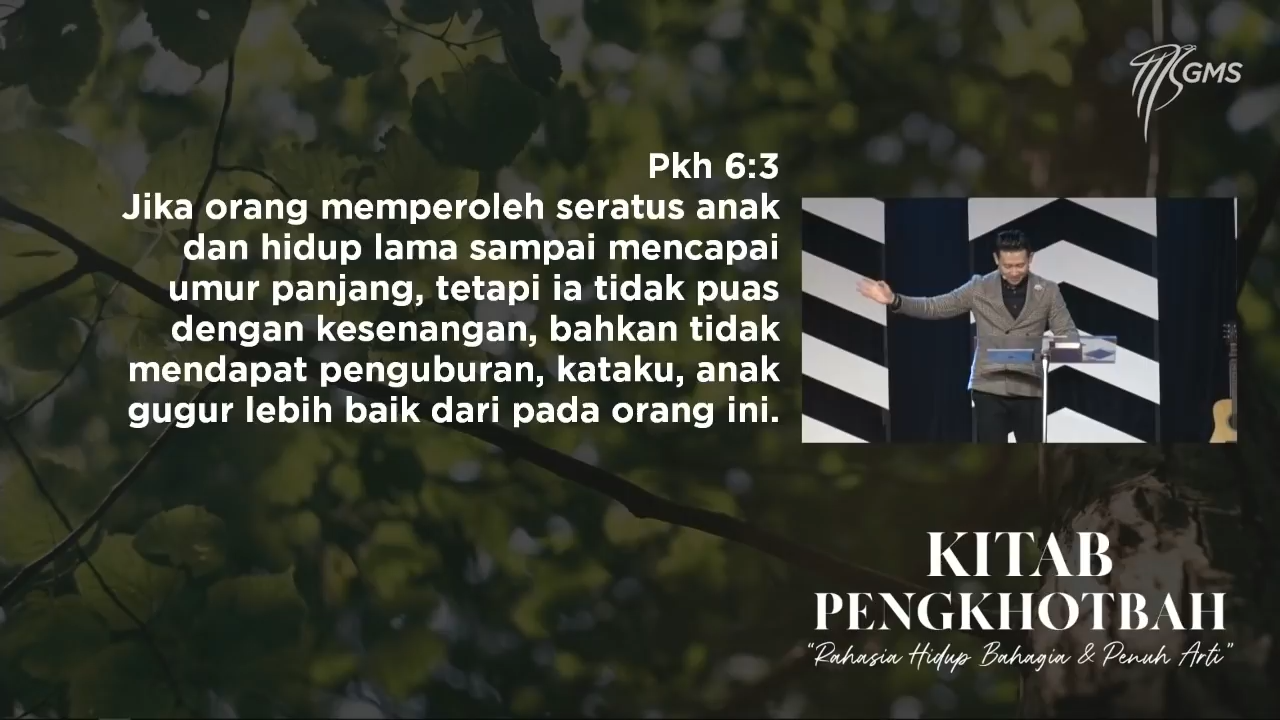 GMS
Pkh 6:3
Jika orang memperoleh seratus anak
dan hidup lama sampai mencapai
umur panjang, tetapi ia tidak puas
dengan kesenangan, bahkan tidak
mendapat penguburan, kataku, anak
gugur lebih baik dari pada orang ini.
KITAB
PENGKHOTBAH
“Rahasia Hidup Bahagia & Penuh Arti”